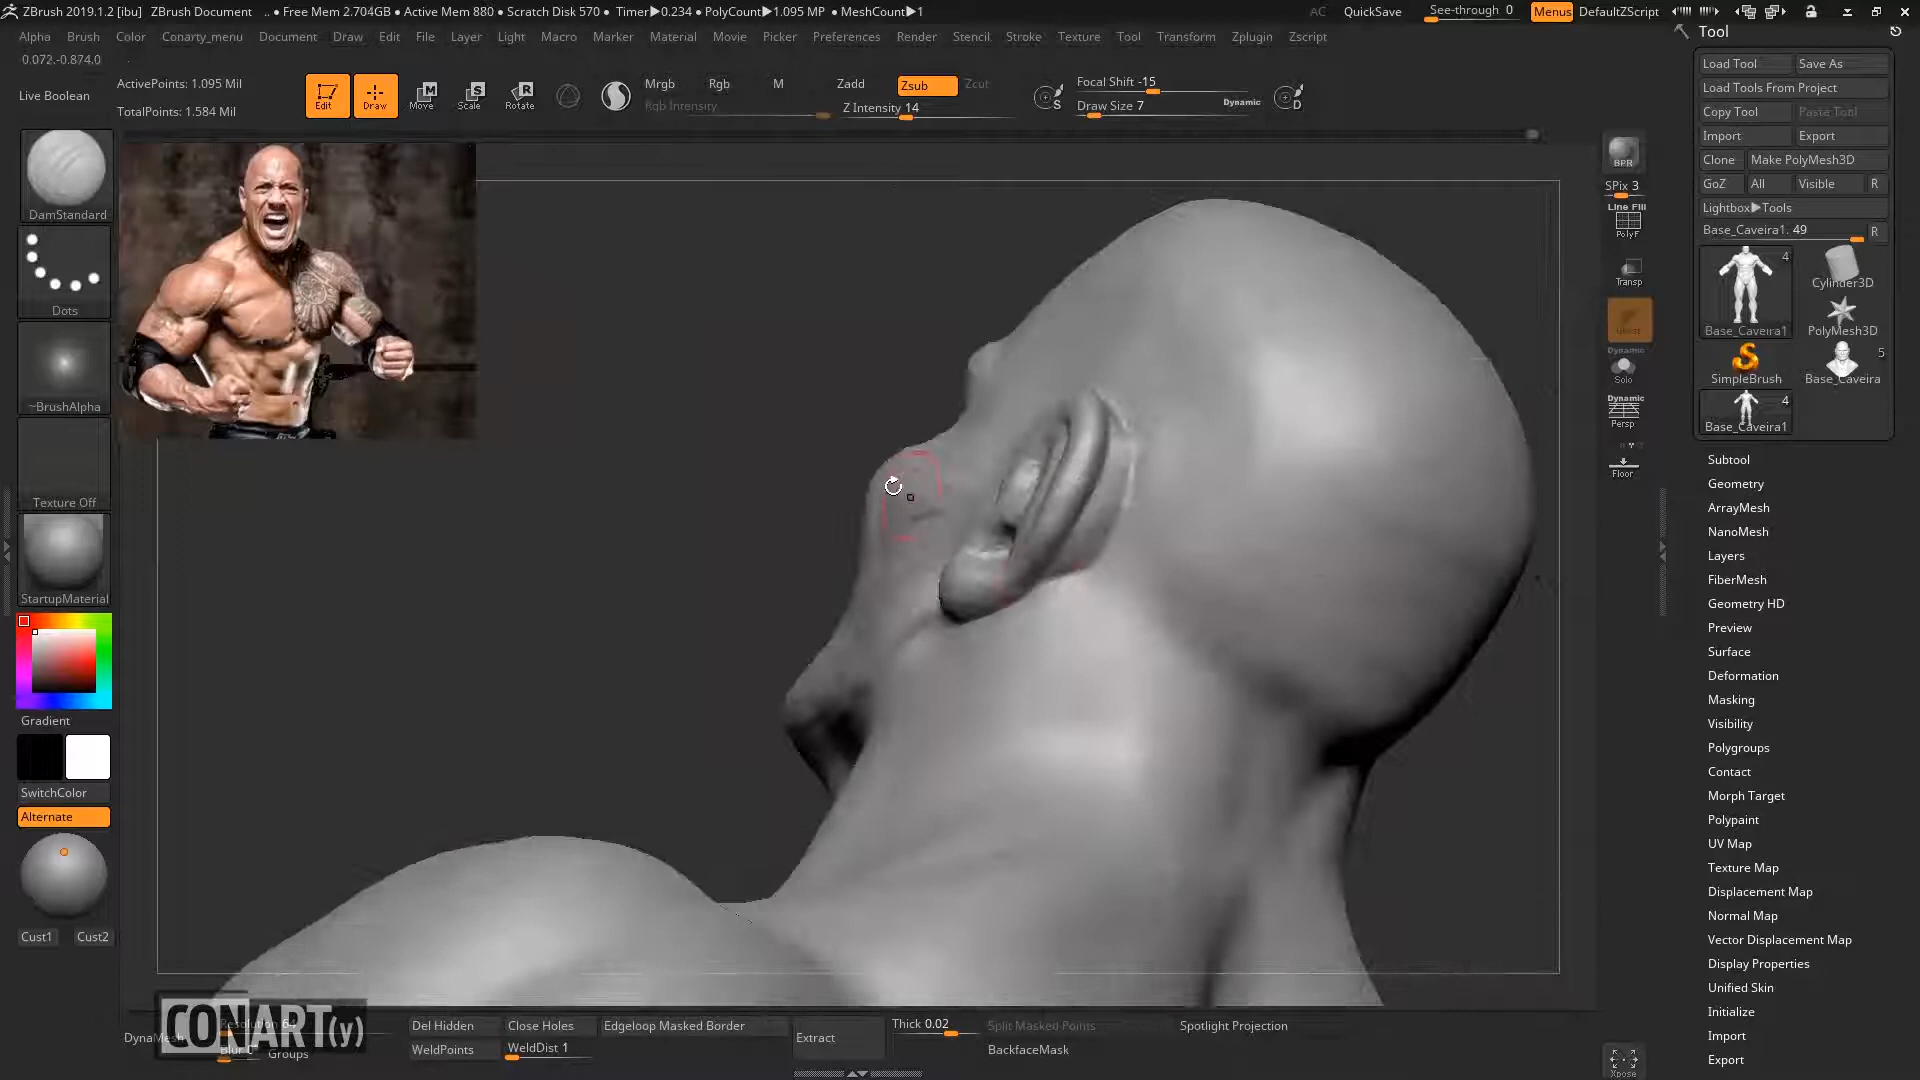 ZBrush 2019.1.2 [ibu] ZBrush Document .. ● Free Mem 2.704GB ● Active Mem 880 ● Scratch Disk 570 ● Timer▶0.234 ● PolyCount▶1.095 MP ● MeshCount▶1 AC QuickSave See-through 0 Menus DefaultZScript
Alpha Brush Color Conarty_menu Document Draw Edit File Layer Light Macro Marker Material Movie Picker Preferences Render Stencil Stroke Texture Tool Transform Zplugin Zscript
Tool
0.072,-0.874,0
Live Boolean
ActivePoints: 1.095 Mil
TotalPoints: 1.584 Mil
Edit Draw Move Scale Rotate
Mrgb Rgb M Zadd Zsub Zcut
Rgb Intensity Z Intensity 14
S
Focal Shift -15
Draw Size 7
Dynamic
D
DamStandard
Dots
~BrushAlpha
Texture Off
StartupMaterial
Gradient
SwitchColor
Alternate
Cust1 Cust2
BPR
SPix 3
Line Fill
PolyF
Transp
Dynamic
Solo
Dynamic
Persp
Floor
Xpose
Load Tool Save As
Load Tools From Project
Copy Tool Paste Tool
Import Export
Clone Make PolyMesh3D
GoZ All Visible R
Lightbox▶Tools
Base_Caveira1. 49 R
4
Base_Caveira1
Cylinder3D
PolyMesh3D
SimpleBrush
5
Base_Caveira
4
Base_Caveira1
Subtool
Geometry
ArrayMesh
NanoMesh
Layers
FiberMesh
Geometry HD
Preview
Surface
Deformation
Masking
Visibility
Polygroups
Contact
Morph Target
Polypaint
UV Map
Texture Map
Displacement Map
Normal Map
Vector Displacement Map
Display Properties
Unified Skin
Initialize
Import
Export
CONART(y)
Resolution 64
Groups
Del Hidden Close Holes Edgeloop Masked Border
WeldPoints WeldDist 1
Extract
Thick 0.02
Split Masked Points
BackfaceMask
Spotlight Projection